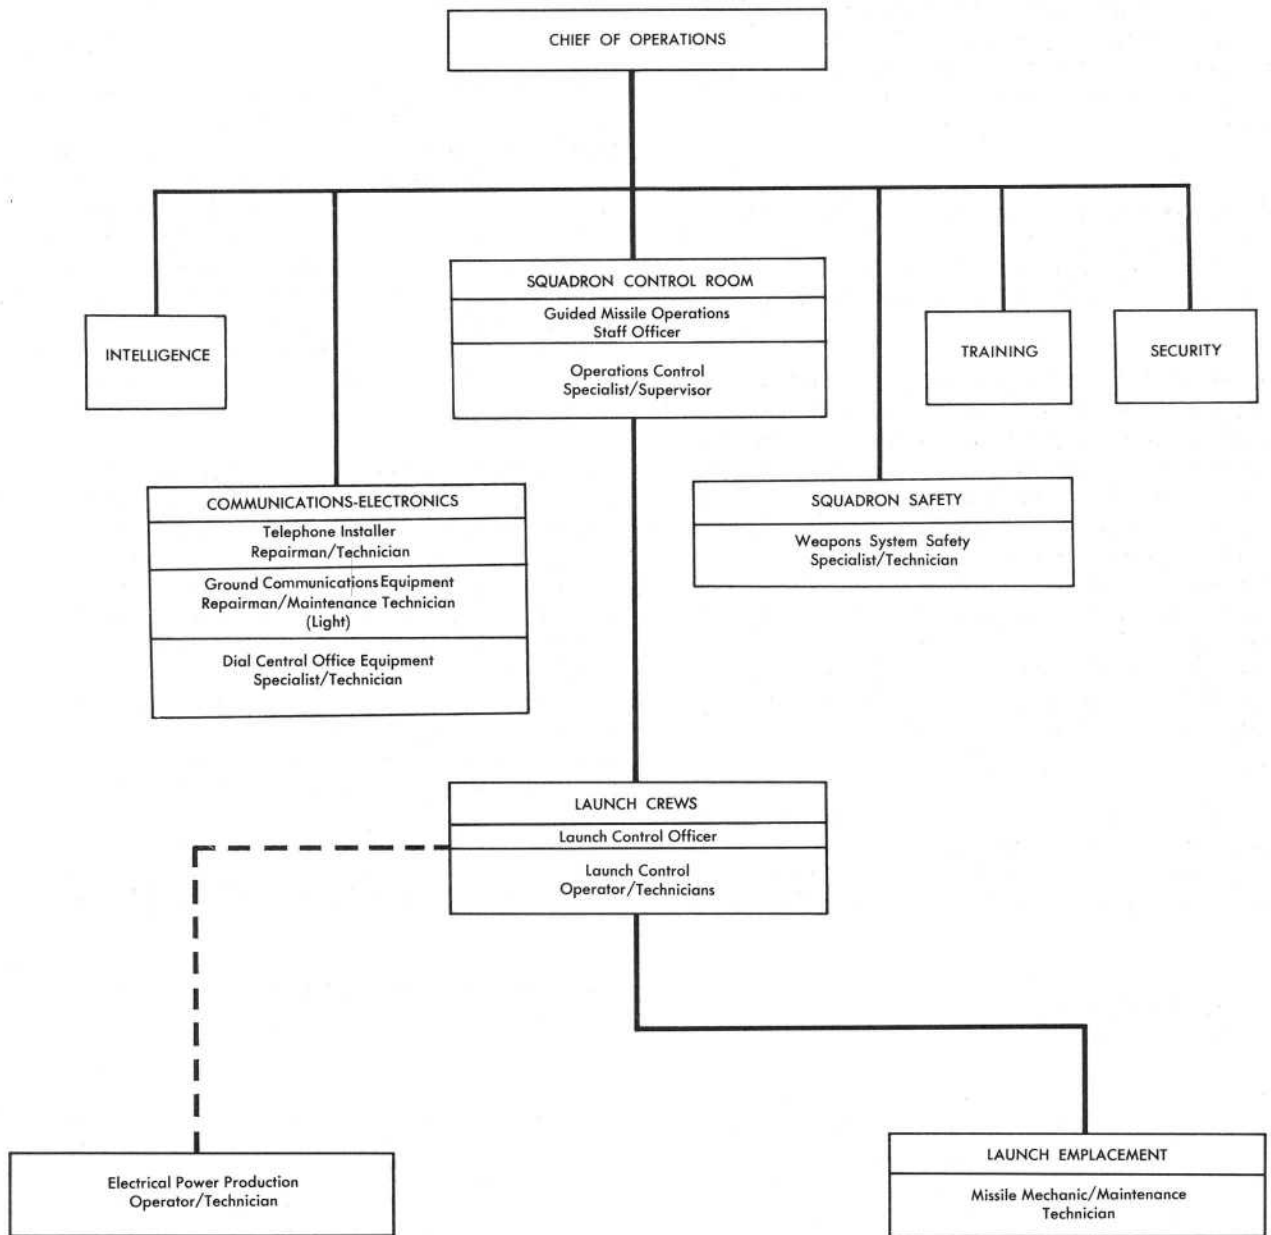 CHIEF OF OPERATIONS
SQUADRON CONTROL ROOM
Guided Missile Operations
Staff Officer
Operations Control
Specialist/Supervisor
INTELLIGENCE
TRAINING
SECURITY
COMMUNICATIONS-ELECTRONICS
Telephone Installer
Repairman/Technician
Ground Communications Equipment
Repairman/Maintenance Technician
(Light)
Dial Central Office Equipment
Specialist/Technician
SQUADRON SAFETY
Weapons System Safety
Specialist/Technician
LAUNCH CREWS
Launch Control Officer
Launch Control
Operator/Technicians
Electrical Power Production
Operator/Technician
LAUNCH EMPLACEMENT
Missile Mechanic/Maintenance
Technician